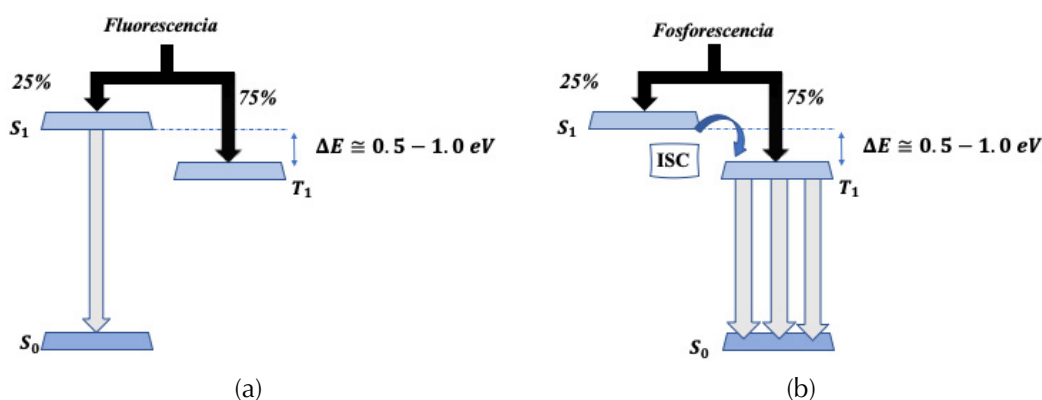 Fluorescencia
25%
75%
S₁
ΔE ≅ 0.5 − 1.0 eV
T₁
S₀
(a)
Fosforescencia
25%
75%
S₁
ISC
ΔE ≅ 0.5 − 1.0 eV
T₁
S₀
(b)